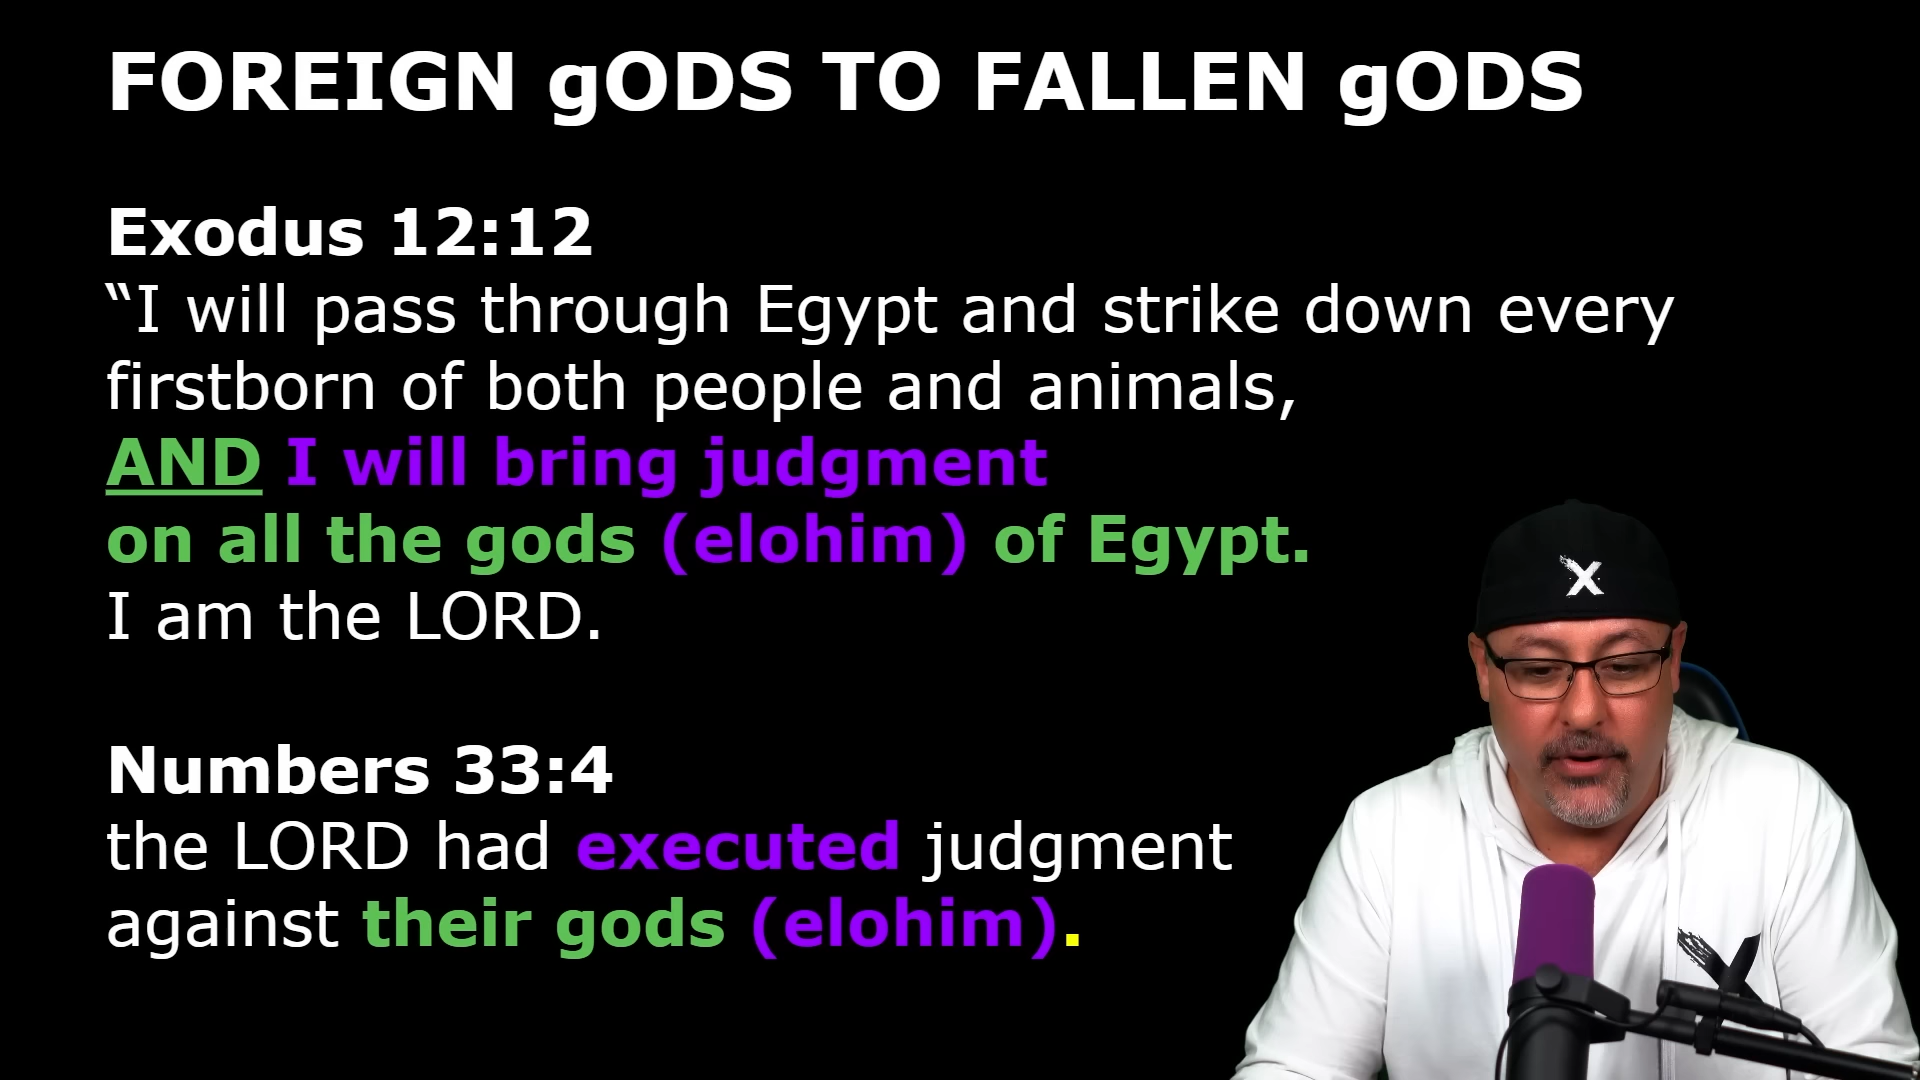 FOREIGN gODS TO FALLEN gODS
Exodus 12:12
“I will pass through Egypt and strike down every
firstborn of both people and animals,
AND I will bring judgment
on all the gods (elohim) of Egypt.
I am the LORD.
Numbers 33:4
the LORD had executed judgment
against their gods (elohim).
X
X